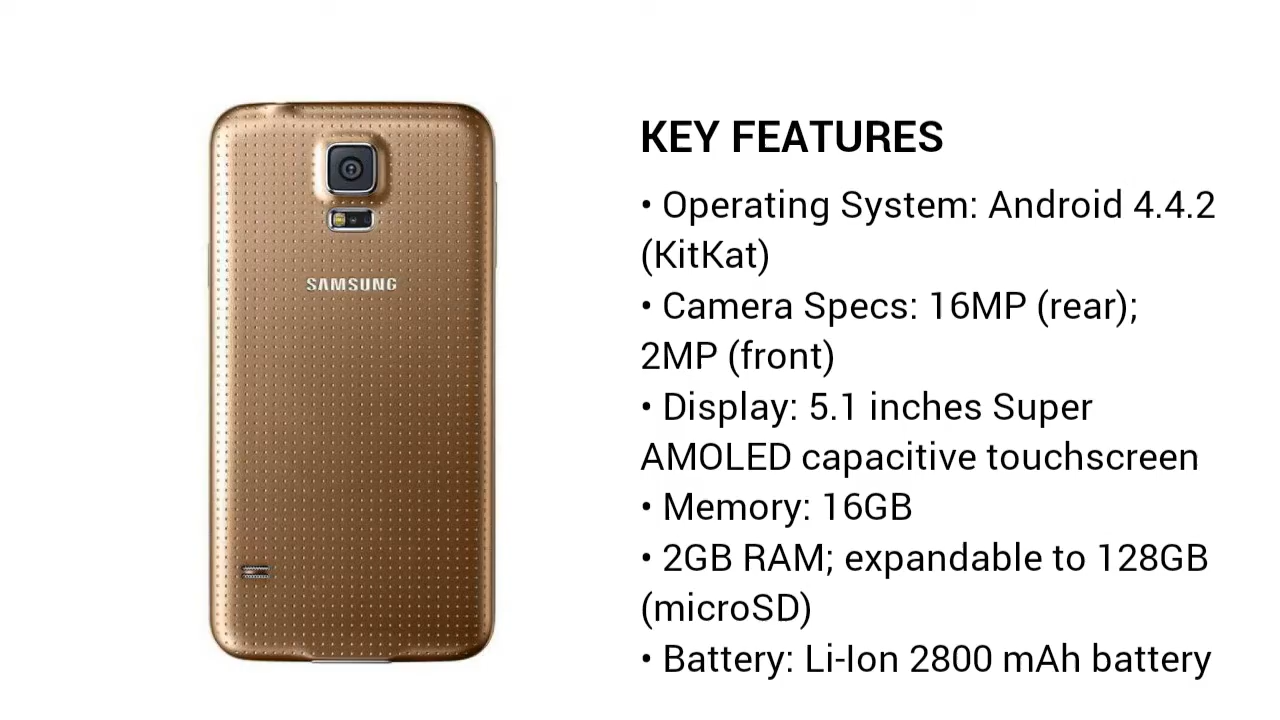 SAMSUNG
KEY FEATURES
• Operating System: Android 4.4.2
(KitKat)
• Camera Specs: 16MP (rear);
2MP (front)
• Display: 5.1 inches Super
AMOLED capacitive touchscreen
• Memory: 16GB
• 2GB RAM; expandable to 128GB
(microSD)
• Battery: Li-Ion 2800 mAh battery